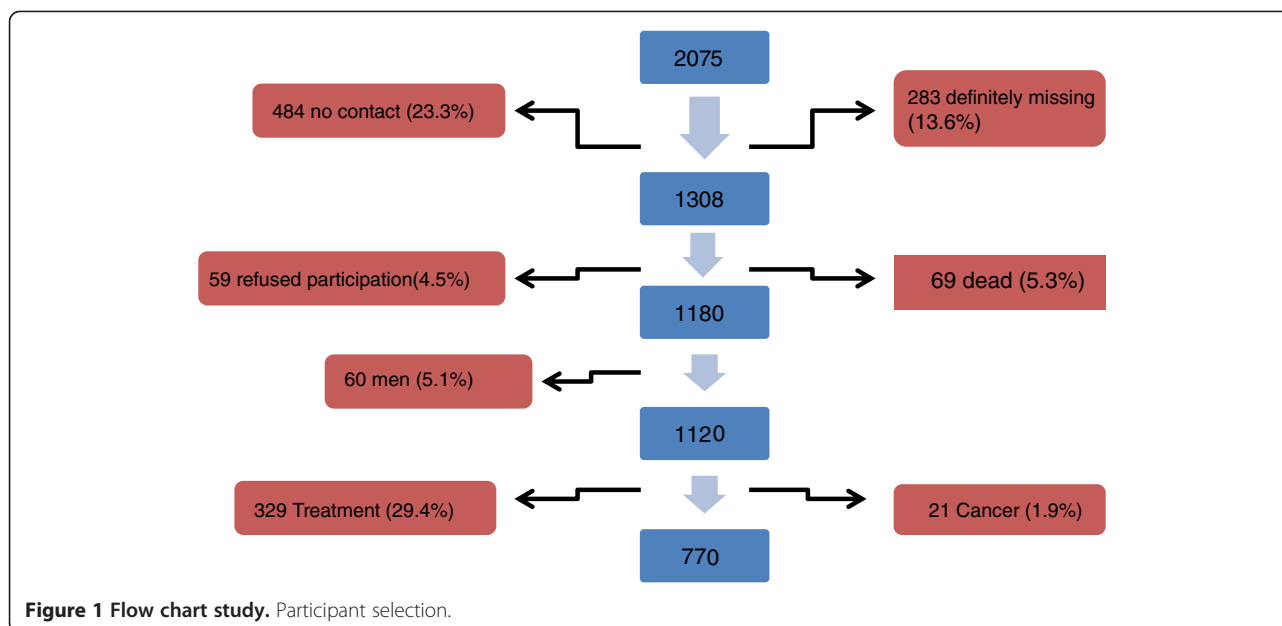 2075
484 no contact (23.3%)
283 definitely missing
(13.6%)
1308
59 refused participation(4.5%)
69 dead (5.3%)
1180
60 men (5.1%)
1120
329 Treatment (29.4%)
21 Cancer (1.9%)
770
Figure 1 Flow chart study. Participant selection.